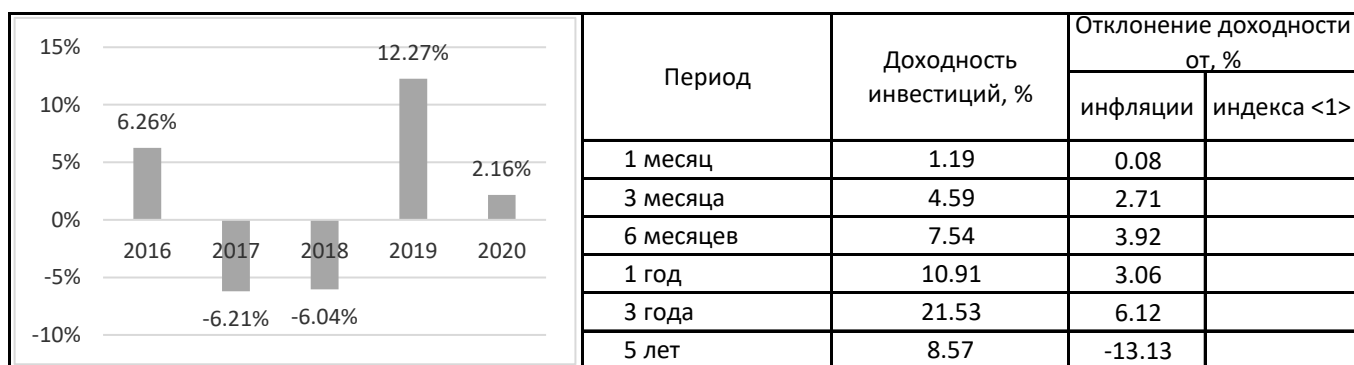 15%
10%
5%
0%
-5%
-10%
6.26%
-6.21%
-6.04%
12.27%
2.16%
2016 2017 2018 2019 2020
Период
Доходность
инвестиций, %
Отклонение доходности
от, %
инфляции индекса <1>
1 месяц 1.19 0.08
3 месяца 4.59 2.71
6 месяцев 7.54 3.92
1 год 10.91 3.06
3 года 21.53 6.12
5 лет 8.57 -13.13